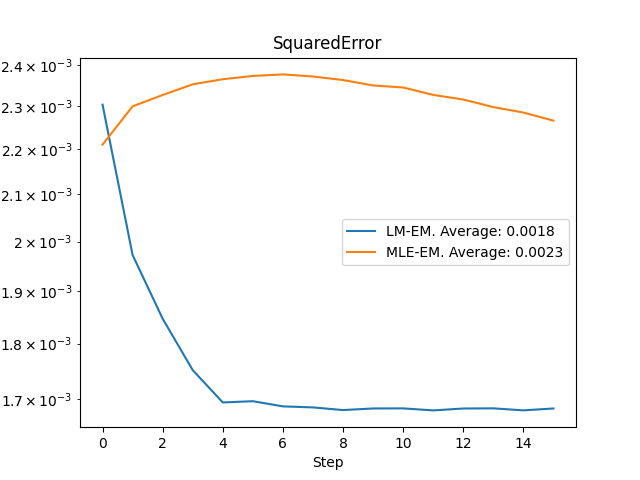 SquaredError
2.4 × 10⁻³
2.3 × 10⁻³
2.2 × 10⁻³
2.1 × 10⁻³
2 × 10⁻³
1.9 × 10⁻³
1.8 × 10⁻³
1.7 × 10⁻³
LM-EM. Average: 0.0018
MLE-EM. Average: 0.0023
0 2 4 6 8 10 12 14
Step